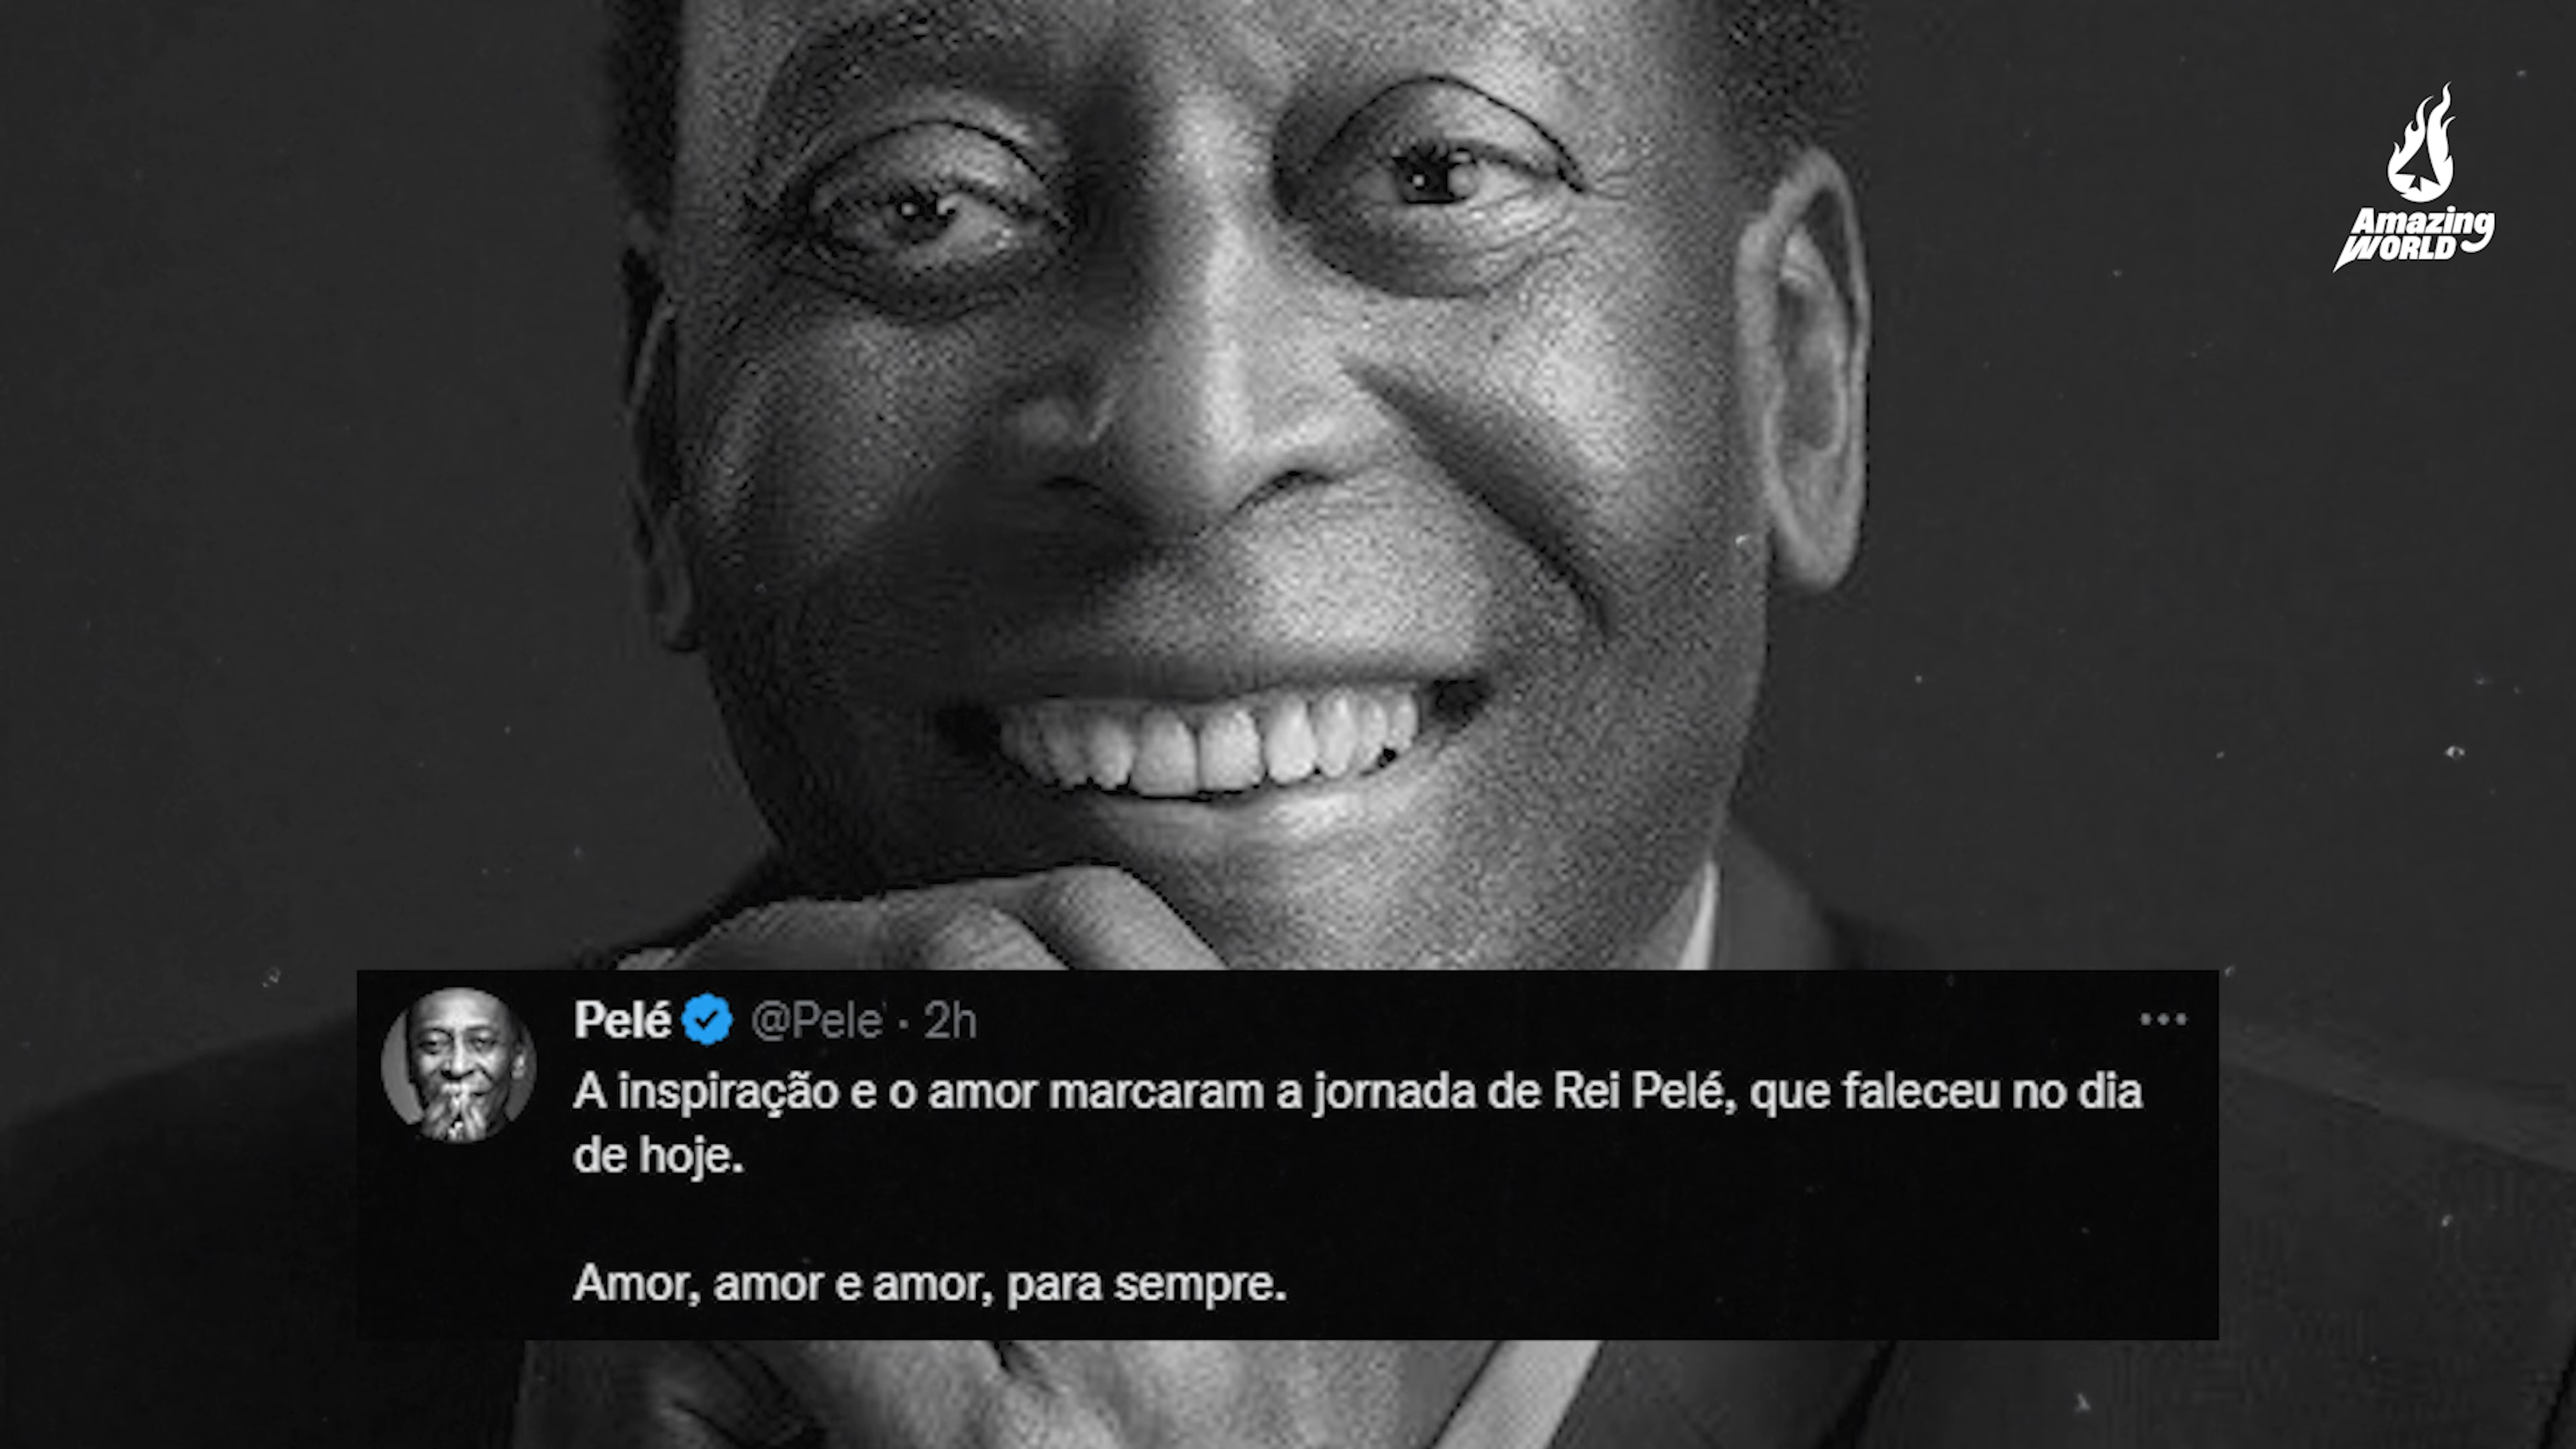 Amazing
WORLD
Pelé @Pele · 2h
A inspiração e o amor marcaram a jornada de Rei Pelé, que faleceu no dia
de hoje.
Amor, amor e amor, para sempre.